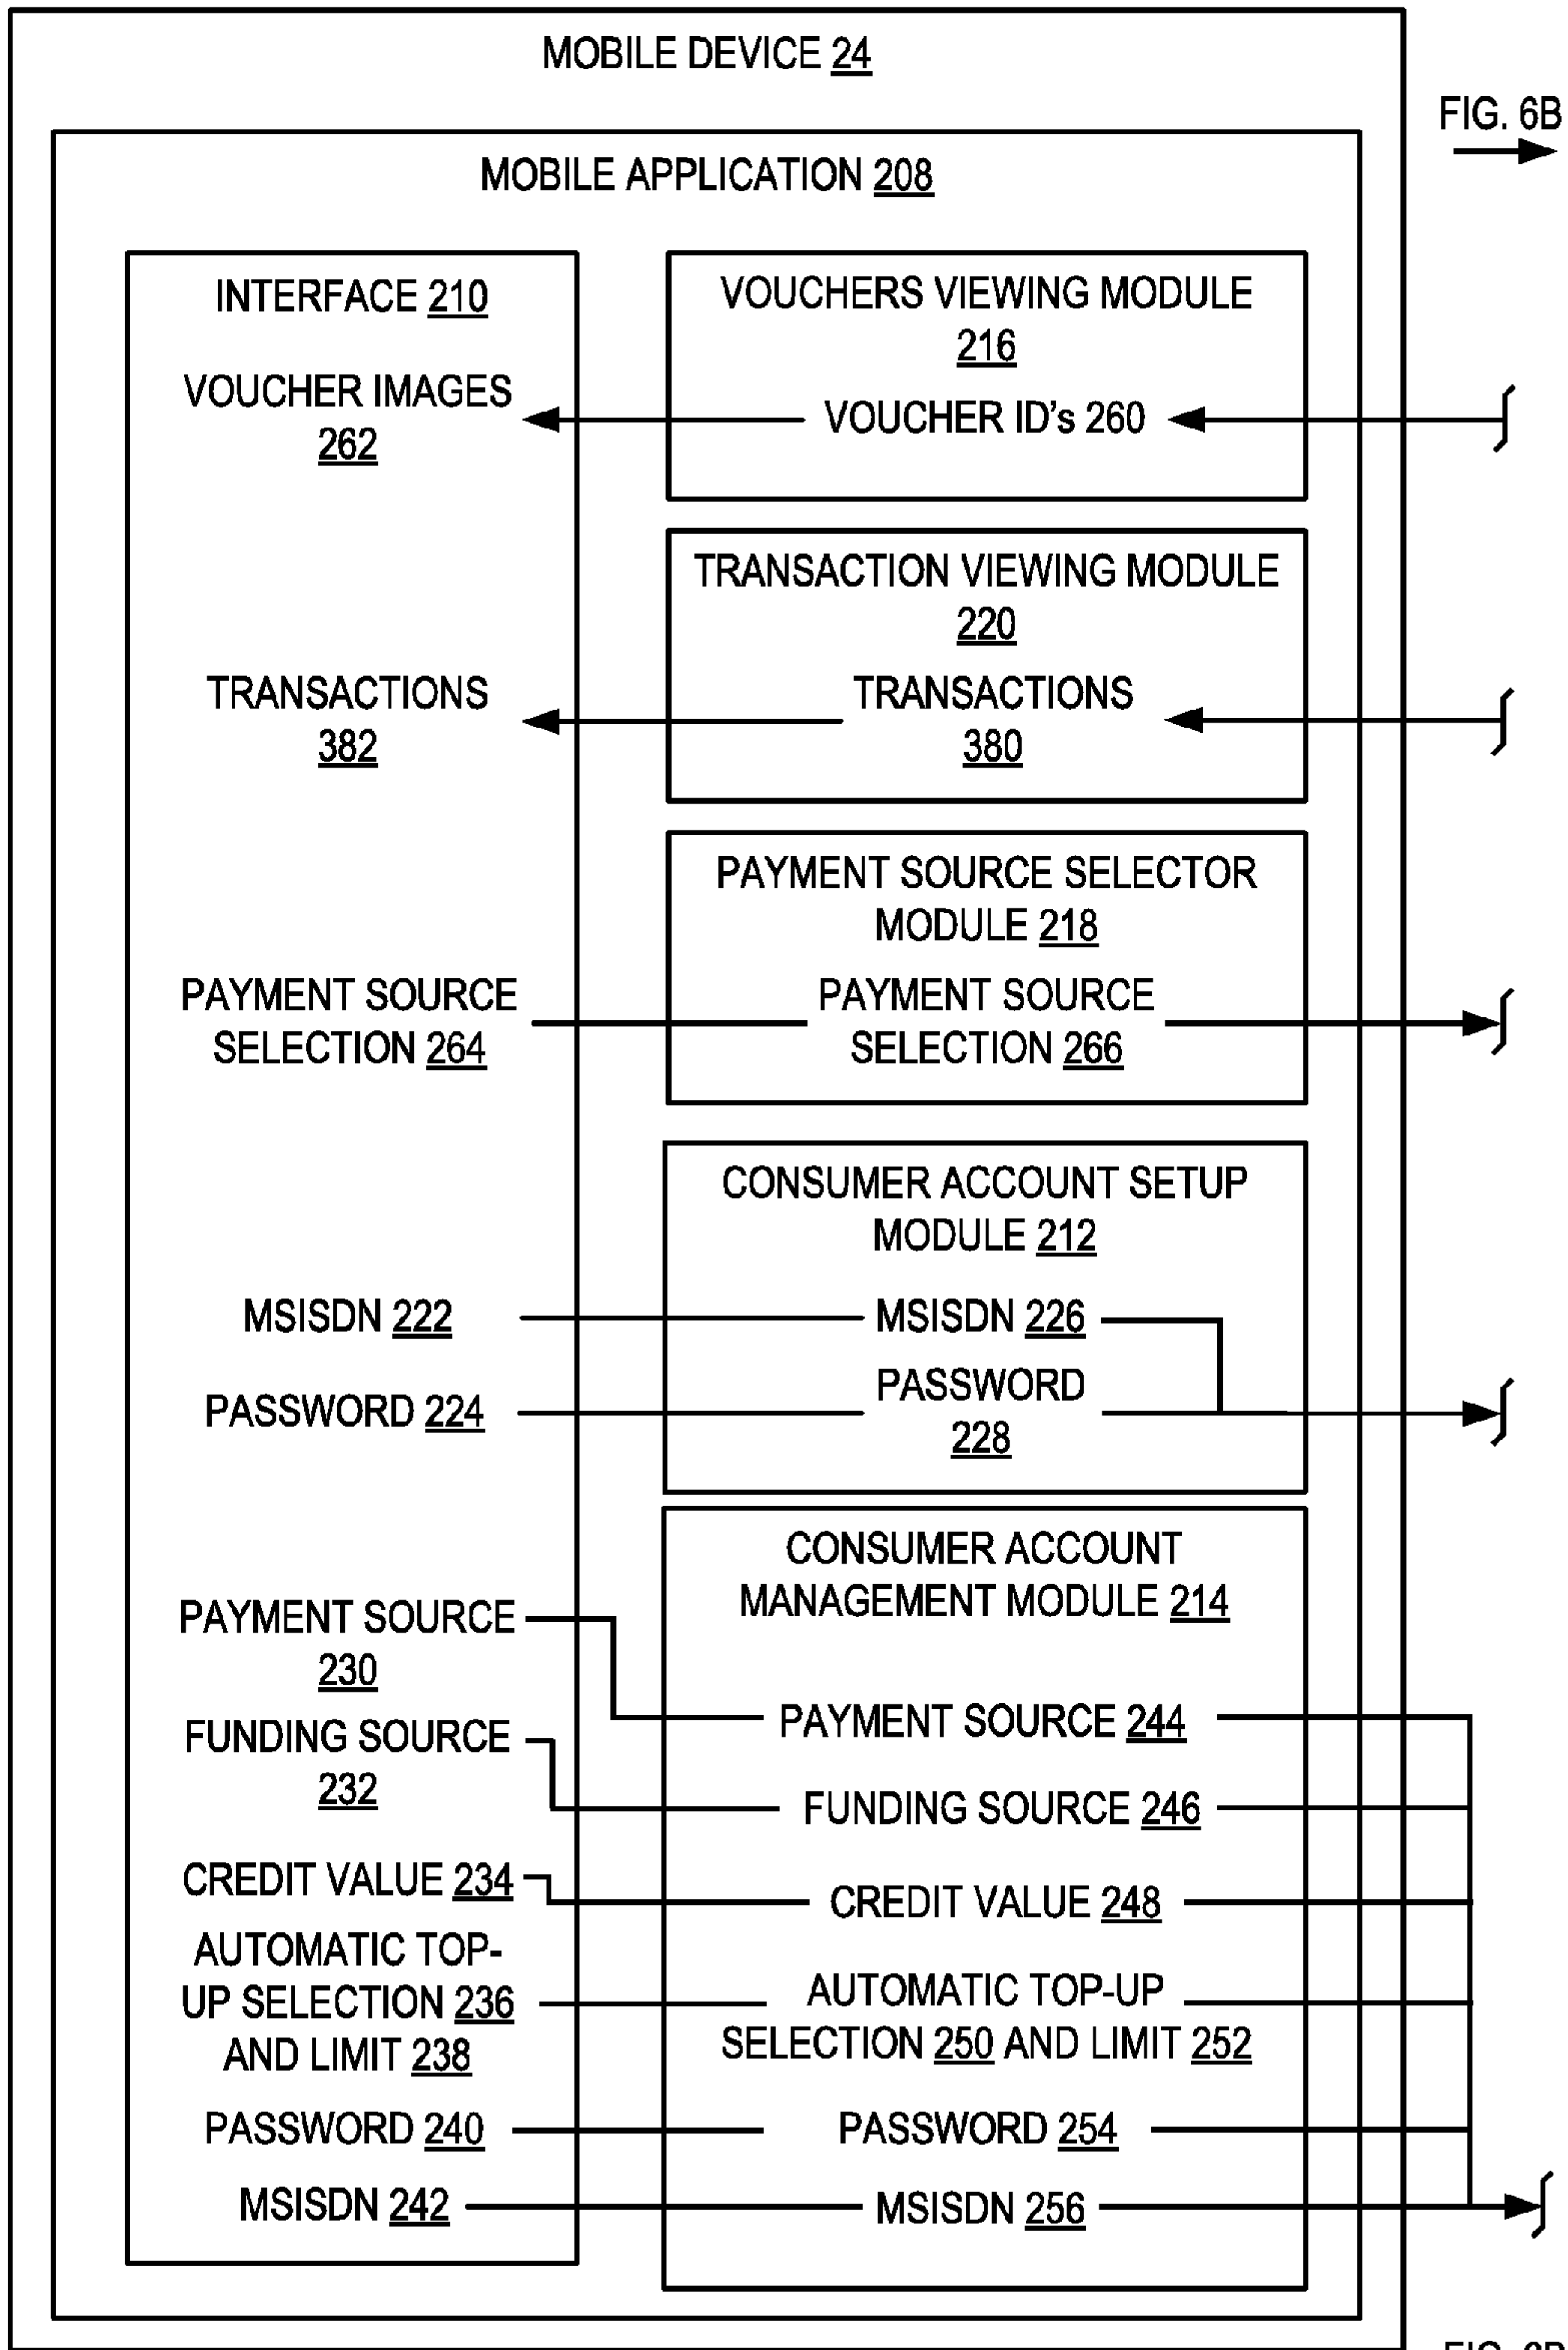 MOBILE DEVICE 24
FIG. 6B
MOBILE APPLICATION 208
INTERFACE 210
VOUCHER IMAGES
262
TRANSACTIONS
382
PAYMENT SOURCE
SELECTION 264
MSISDN 222
PASSWORD 224
PAYMENT SOURCE
230
FUNDING SOURCE
232
CREDIT VALUE 234
AUTOMATIC TOP-
UP SELECTION 236
AND LIMIT 238
PASSWORD 240
MSISDN 242
VOUCHERS VIEWING MODULE
216
VOUCHER ID's 260
TRANSACTION VIEWING MODULE
220
TRANSACTIONS
380
PAYMENT SOURCE SELECTOR
MODULE 218
PAYMENT SOURCE
SELECTION 266
CONSUMER ACCOUNT SETUP
MODULE 212
MSISDN 226
PASSWORD
228
CONSUMER ACCOUNT
MANAGEMENT MODULE 214
PAYMENT SOURCE 244
FUNDING SOURCE 246
CREDIT VALUE 248
AUTOMATIC TOP-UP
SELECTION 250 AND LIMIT 252
PASSWORD 254
MSISDN 256